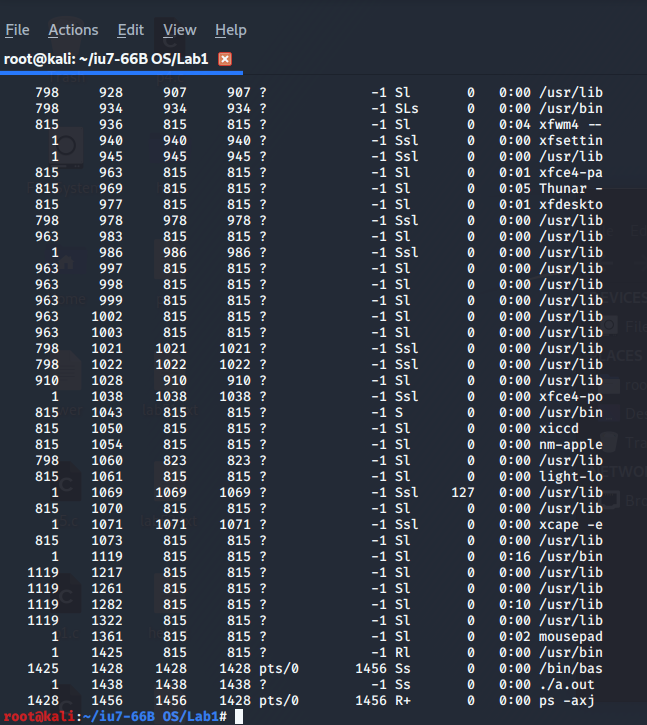 File Actions Edit View Help
root@kali: ~/iu7-66B OS/Lab1
798 928 907 907 ? -1 Sl 0 0:00 /usr/lib
798 934 934 934 ? -1 SLs 0 0:00 /usr/bin
815 936 815 815 ? -1 Sl 0 0:04 xfwm4 --
1 940 940 940 ? -1 Ssl 0 0:00 xfsettin
1 945 945 945 ? -1 Ssl 0 0:00 /usr/lib
815 963 815 815 ? -1 Sl 0 0:01 xfce4-pa
815 969 815 815 ? -1 Sl 0 0:05 Thunar -
815 977 815 815 ? -1 Sl 0 0:01 xfdeskto
798 978 978 978 ? -1 Ssl 0 0:00 /usr/lib
963 983 815 815 ? -1 Sl 0 0:00 /usr/lib
1 986 986 986 ? -1 Ssl 0 0:00 /usr/lib
963 997 815 815 ? -1 Sl 0 0:00 /usr/lib
963 998 815 815 ? -1 Sl 0 0:00 /usr/lib
963 999 815 815 ? -1 Sl 0 0:00 /usr/lib
963 1002 815 815 ? -1 Sl 0 0:00 /usr/lib
963 1003 815 815 ? -1 Sl 0 0:00 /usr/lib
798 1021 1021 1021 ? -1 Ssl 0 0:00 /usr/lib
798 1022 1022 1022 ? -1 Ssl 0 0:00 /usr/lib
910 1028 910 910 ? -1 Sl 0 0:00 /usr/lib
1 1038 1038 1038 ? -1 Ssl 0 0:00 xfce4-po
815 1043 815 815 ? -1 S 0 0:00 /usr/bin
815 1050 815 815 ? -1 Sl 0 0:00 xiccd
815 1054 815 815 ? -1 Sl 0 0:00 nm-apple
798 1060 823 823 ? -1 Sl 0 0:00 /usr/lib
815 1061 815 815 ? -1 Sl 0 0:00 light-lo
1 1069 1069 1069 ? -1 Ssl 127 0:00 /usr/lib
815 1070 815 815 ? -1 Sl 0 0:00 /usr/lib
1 1071 1071 1071 ? -1 Ssl 0 0:00 xcape -e
815 1073 815 815 ? -1 Sl 0 0:00 /usr/lib
1 1119 815 815 ? -1 Sl 0 0:16 /usr/bin
1119 1217 815 815 ? -1 Sl 0 0:00 /usr/lib
1119 1261 815 815 ? -1 Sl 0 0:00 /usr/lib
1119 1282 815 815 ? -1 Sl 0 0:10 /usr/lib
1119 1322 815 815 ? -1 Sl 0 0:00 /usr/lib
1 1361 815 815 ? -1 Sl 0 0:02 mousepad
1 1425 815 815 ? -1 Rl 0 0:00 /usr/bin
1425 1428 1428 1428 pts/0 1456 Ss 0 0:00 /bin/bas
1 1438 1438 1438 ? -1 Ss 0 0:00 ./a.out
1428 1456 1456 1428 pts/0 1456 R+ 0 0:00 ps -axj
root@kali:~/iu7-66B OS/Lab1#